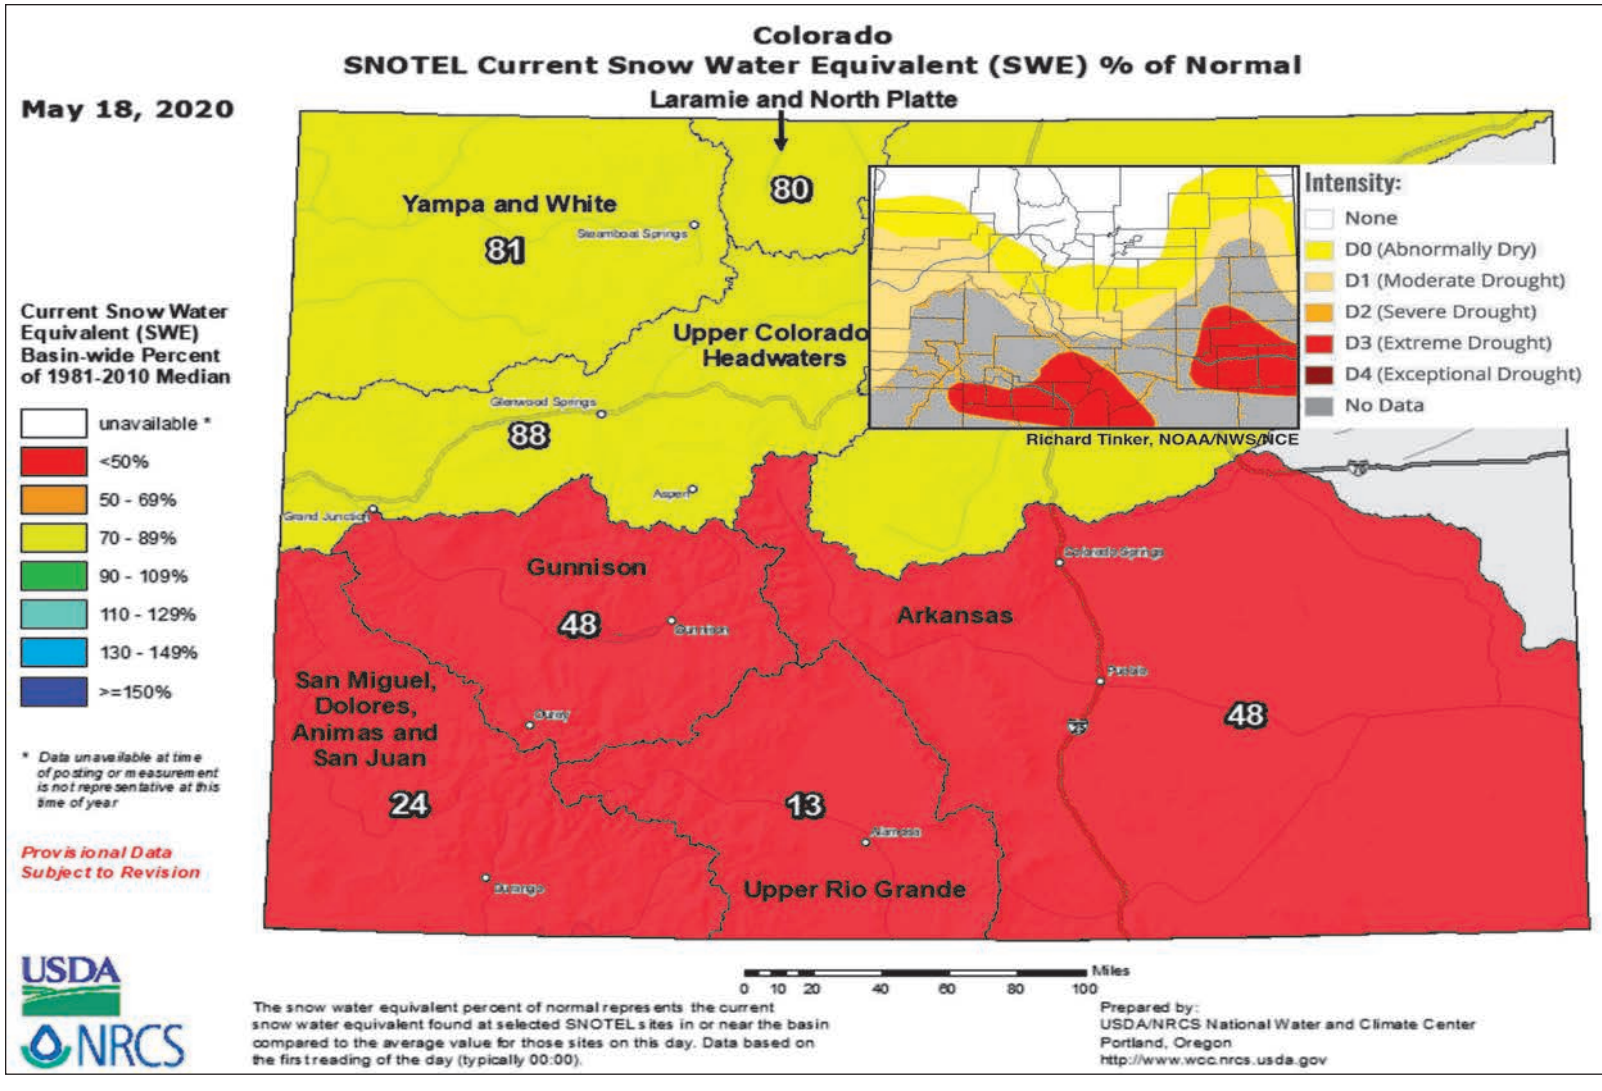 Colorado
SNOTEL Current Snow Water Equivalent (SWE) % of Normal
May 18, 2020
Laramie and North Platte
80
Yampa and White
Steamboat Springs
81
Intensity:
None
D0 (Abnormally Dry)
D1 (Moderate Drought)
D2 (Severe Drought)
D3 (Extreme Drought)
D4 (Exceptional Drought)
No Data
Richard Tinker, NOAA/NWS/NCE
Current Snow Water
Equivalent (SWE)
Basin-wide Percent
of 1981-2010 Median
unavailable *
<50%
50 - 69%
70 - 89%
90 - 109%
110 - 129%
130 - 149%
>=150%
* Data unavailable at time
of posting or measurement
is not representative at this
time of year
Provisional Data
Subject to Revision
Upper Colorado
Headwaters
Glenwood Springs
88
Aspen
Grand Junction
70
Gunnison
48
Gunnison
Colorado Springs
Arkansas
Pueblo
48
25
San Miguel,
Dolores,
Animas and
San Juan
24
Ouray
Durango
13
Alamosa
Upper Rio Grande
USDA
NRCS
Miles
0 10 20 40 60 80 100
The snow water equivalent percent of normal represents the current
snow water equivalent found at selected SNOTEL sites in or near the basin
compared to the average value for those sites on this day. Data based on
the first reading of the day (typically 00:00).
Prepared by:
USDA/NRCS National Water and Climate Center
Portland, Oregon
http://www.wcc.nrcs.usda.gov